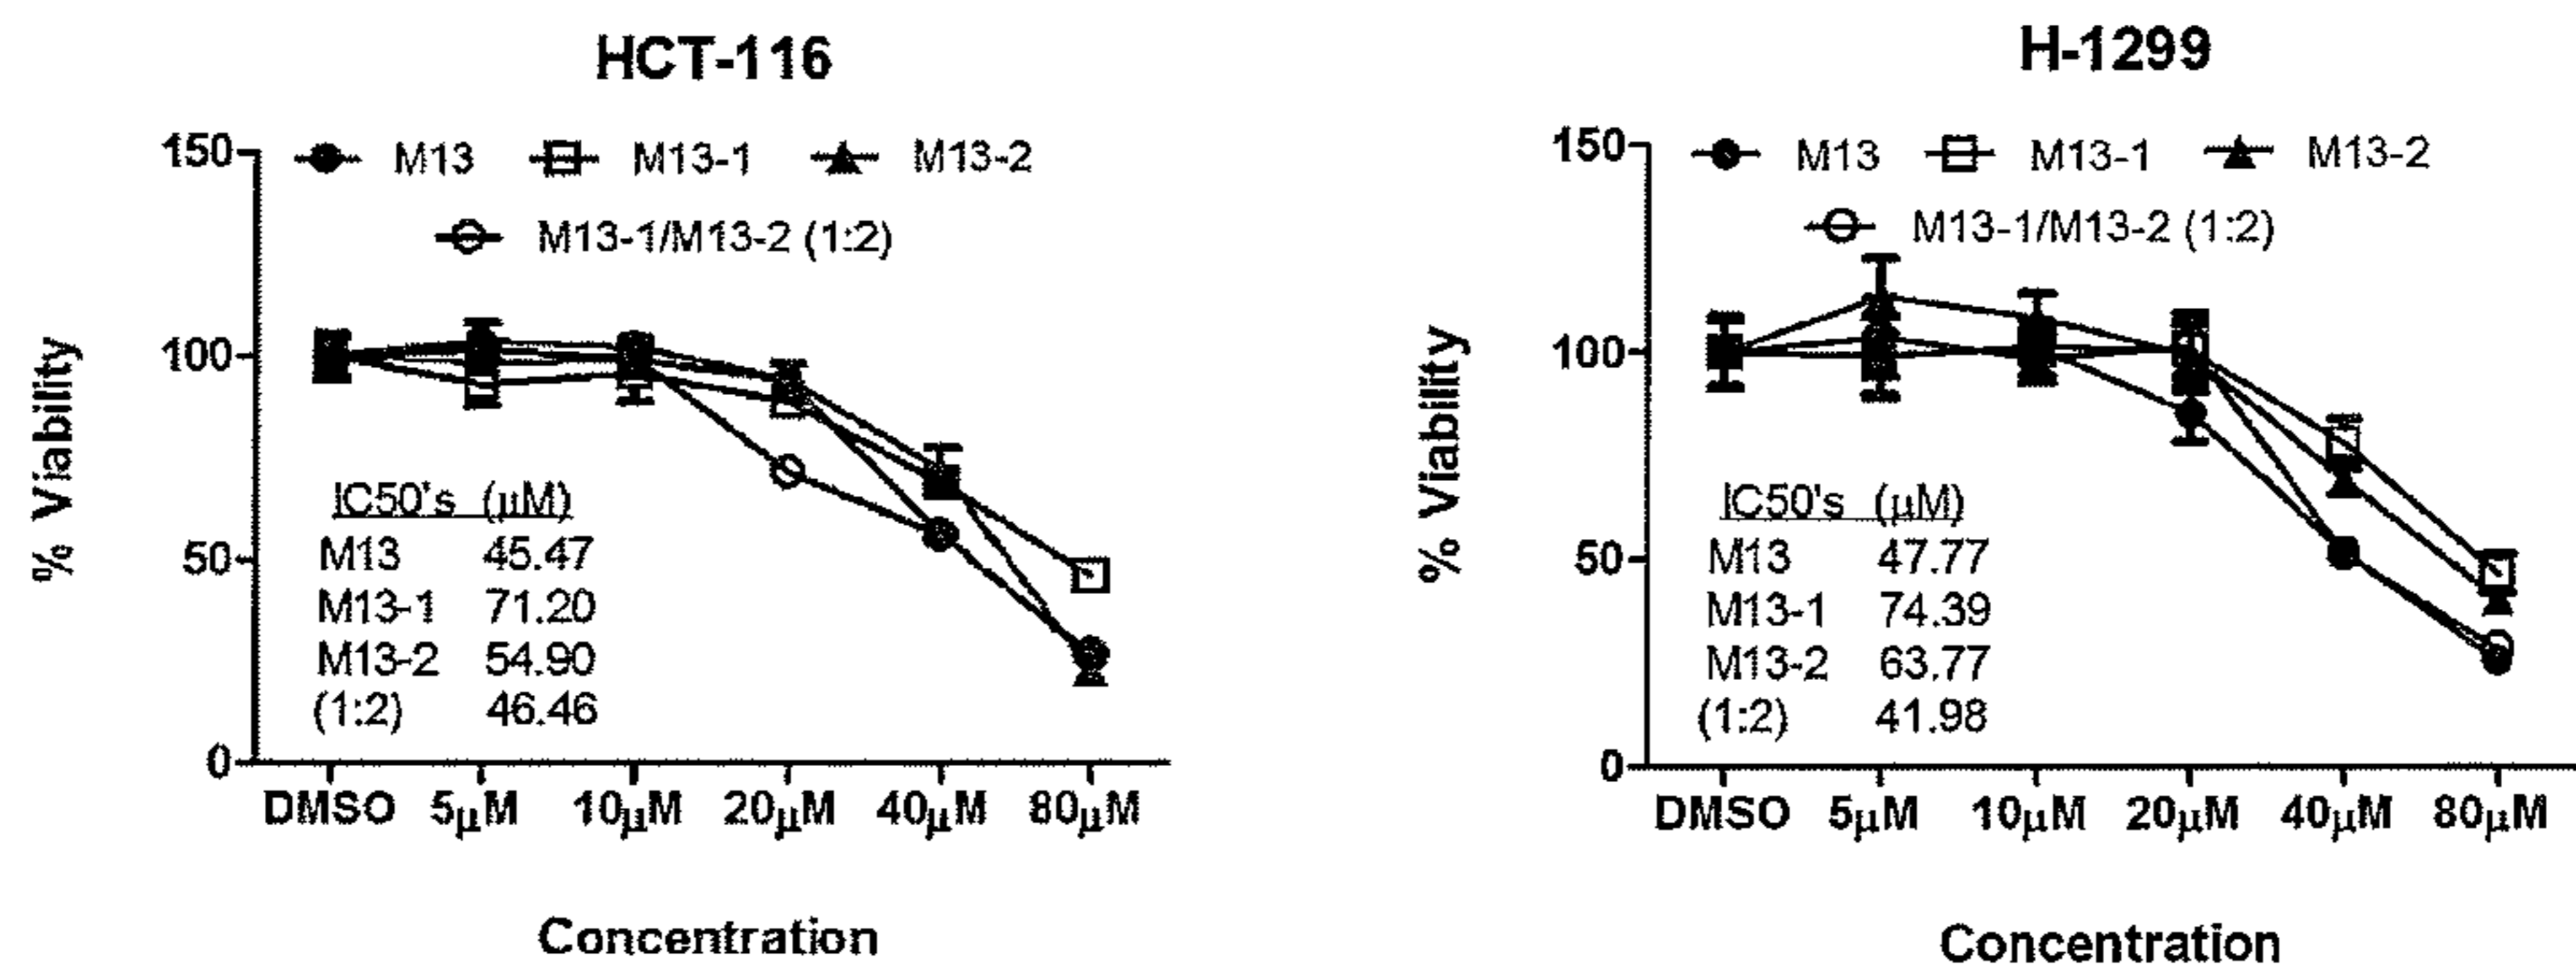 HCT-116
M13 M13-1 M13-2
M13-1/M13-2 (1:2)
% Viability
150
100
50
0
IC50's (μM)
M13 45.47
M13-1 71.20
M13-2 54.90
(1:2) 46.46
DMSO 5μM 10μM 20μM 40μM 80μM
Concentration
H-1299
M13 M13-1 M13-2
M13-1/M13-2 (1:2)
% Viability
150
100
50
0
IC50's (μM)
M13 47.77
M13-1 74.39
M13-2 63.77
(1:2) 41.98
DMSO 5μM 10μM 20μM 40μM 80μM
Concentration